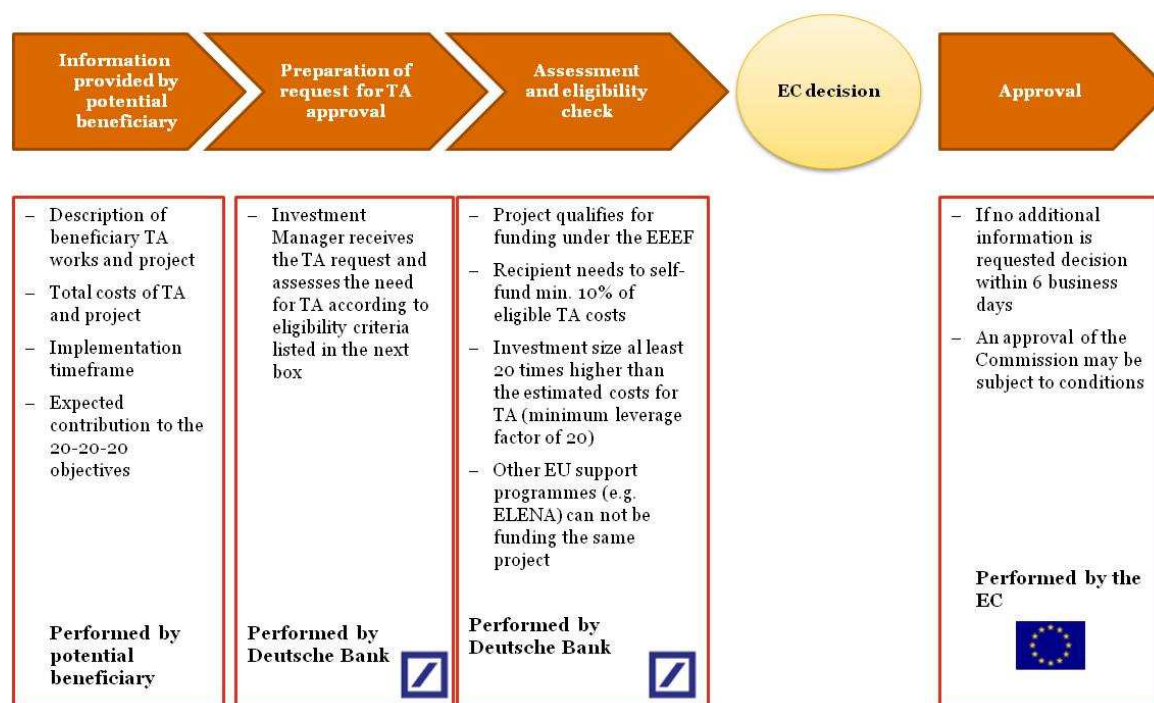 Information
provided by
potential
beneficiary
Preparation of
request for TA
approval
Assessment
and eligibility
check
EC decision
Approval
– Description of
beneficiary TA
works and project
– Total costs of TA
and project
– Implementation
timeframe
– Expected
contribution to the
20-20-20
objectives
Performed by
potential
beneficiary
– Investment
Manager receives
the TA request and
assesses the need
for TA according to
eligibility criteria
listed in the next
box
Performed by
Deutsche Bank
– Project qualifies for
funding under the EEEF
– Recipient needs to self-
fund min. 10% of
eligible TA costs
– Investment size al least
20 times higher than
the estimated costs for
TA (minimum leverage
factor of 20)
– Other EU support
programmes (e.g.
ELENA) can not be
funding the same
project
Performed by
Deutsche Bank
– If no additional
information is
requested decision
within 6 business
days
– An approval of the
Commission may be
subject to conditions
Performed by the
EC